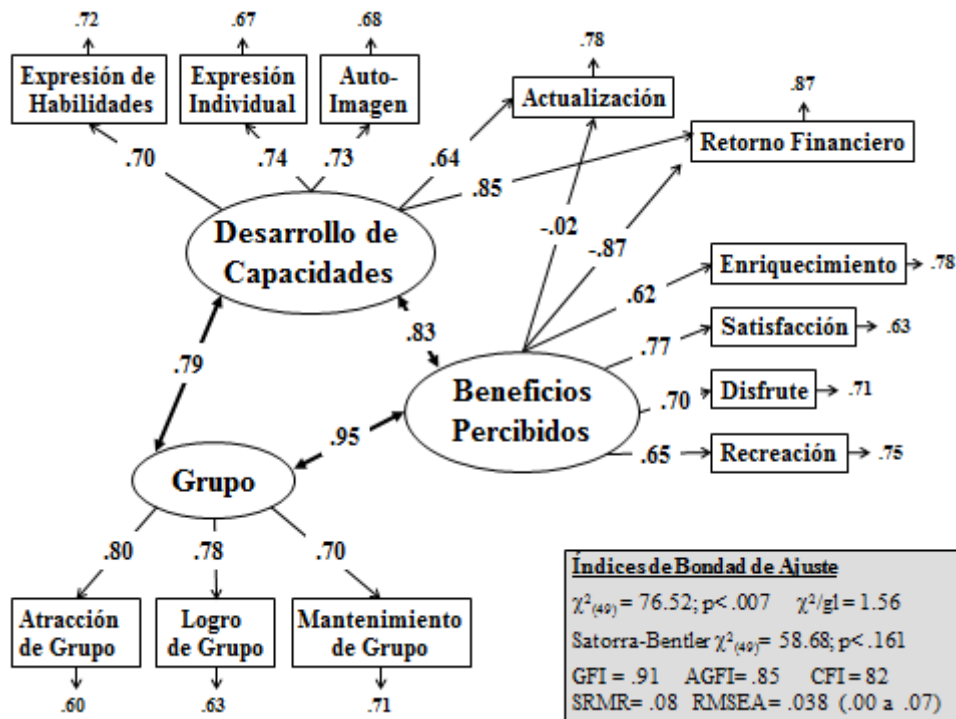 .72
.67
.68
Expresión de
Habilidades
Expresión
Individual
Auto-
Imagen
.78
Actualización
.87
Retorno Financiero
.70
.74
.73
.64
.85
-.02
-.87
Desarrollo de
Capacidades
.62
Enriquecimiento
.78
.83
.77
Satisfacción
.63
.79
Beneficios
Percibidos
.70
Disfrute
.71
.95
.65
Recreación
.75
Grupo
.80
.78
.70
Atracción
de Grupo
Logro
de Grupo
Mantenimiento
de Grupo
.60
.63
.71
Índices de Bondad de Ajuste
χ²₍₄₉₎ = 76.52; p< .007 χ²/gl = 1.56
Satorra-Bentler χ²₍₄₉₎= 58.68; p< .161
GFI = .91 AGFI= .85 CFI = 82
SRMR= .08 RMSEA= .038 (.00 a .07)